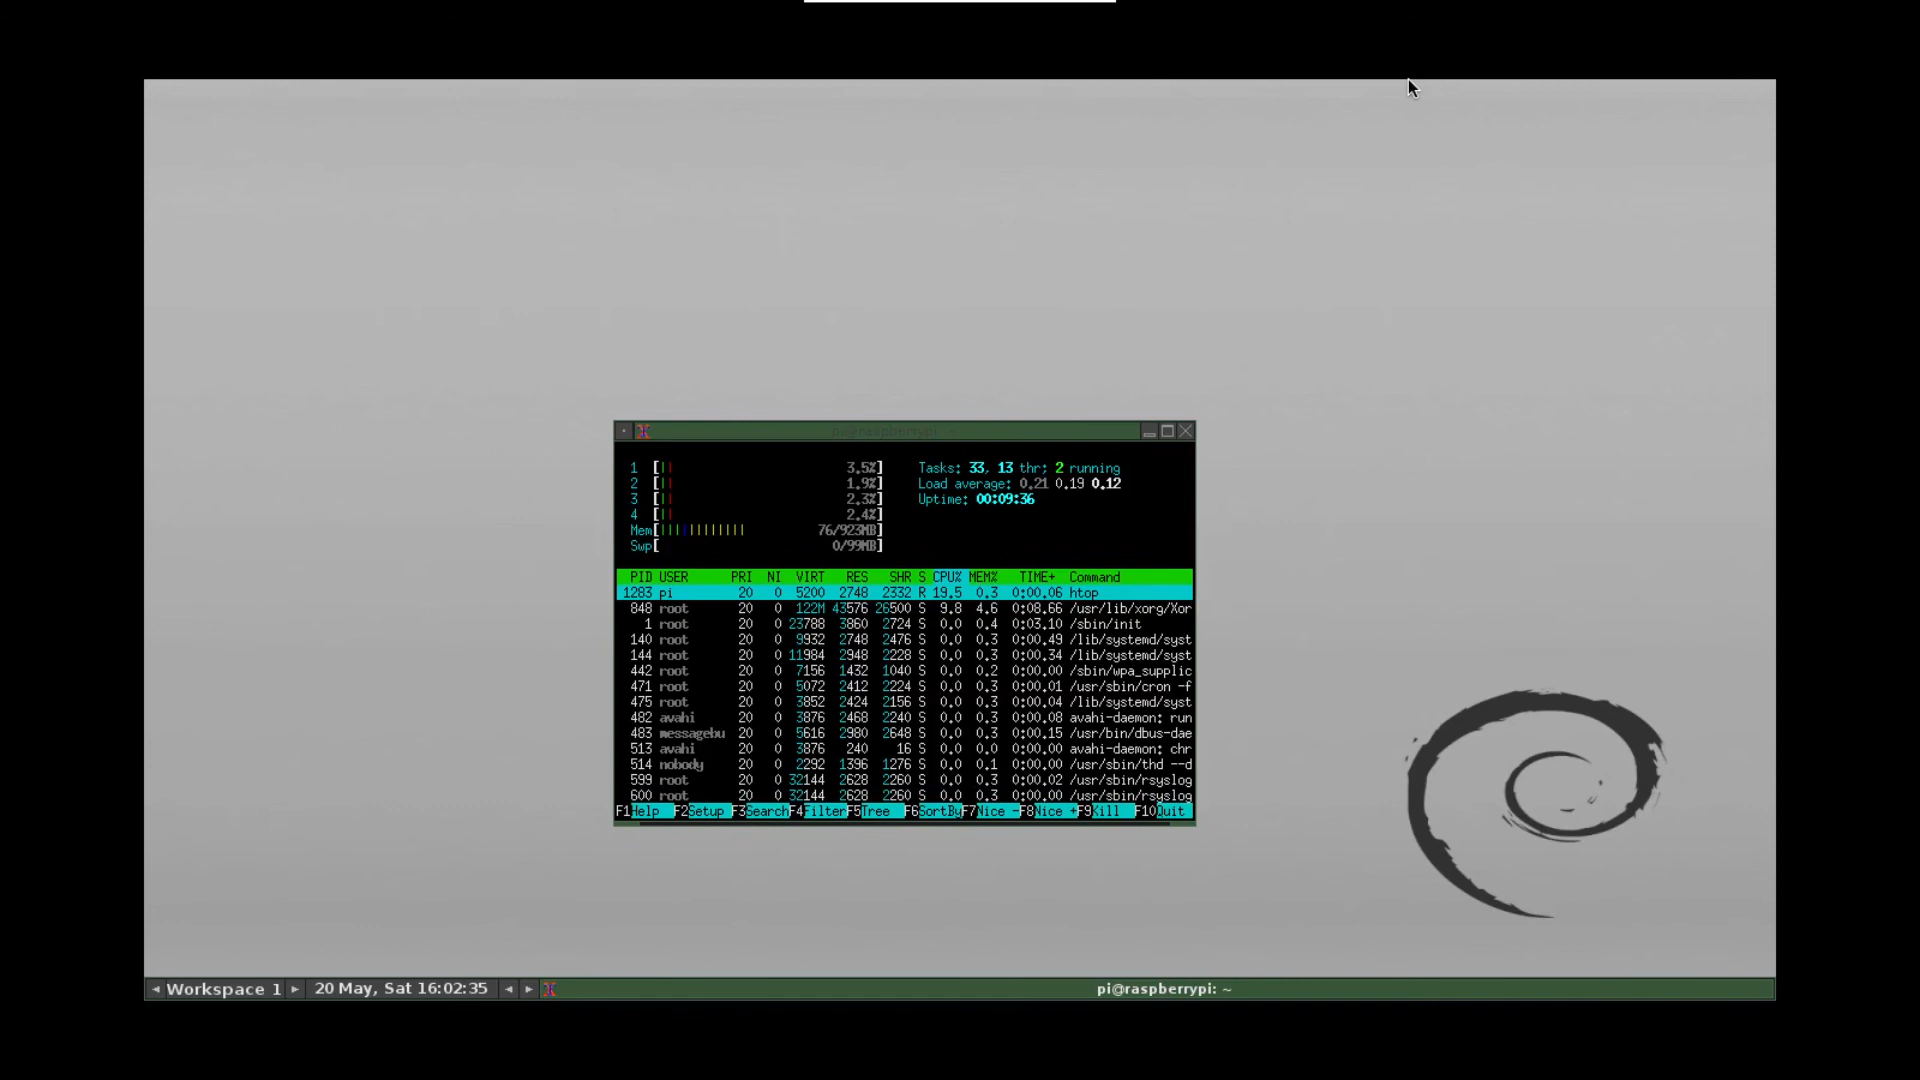 pi@raspberrypi: ~
1 [|| 3.5%] Tasks: 33, 13 thr; 2 running
2 [|| 1.9%] Load average: 0.21 0.19 0.12
3 [|| 2.3%] Uptime: 00:09:36
4 [|| 2.4%]
Mem[|||||||||||||| 76/923MB]
Swp[ 0/99MB]
PID USER PRI NI VIRT RES SHR S CPU% MEM% TIME+ Command
1283 pi 20 0 5200 2748 2332 R 19.5 0.3 0:00.06 htop
848 root 20 0 122M 43576 26500 S 9.8 4.6 0:08.66 /usr/lib/xorg/Xor
1 root 20 0 23788 3860 2724 S 0.0 0.4 0:03.10 /sbin/init
140 root 20 0 9932 2748 2476 S 0.0 0.3 0:00.49 /lib/systemd/syst
144 root 20 0 11984 2948 2228 S 0.0 0.3 0:00.34 /lib/systemd/syst
442 root 20 0 7156 1432 1040 S 0.0 0.2 0:00.00 /sbin/wpa_supplic
471 root 20 0 5072 2412 2224 S 0.0 0.3 0:00.01 /usr/sbin/cron -f
475 root 20 0 3852 2424 2156 S 0.0 0.3 0:00.04 /lib/systemd/syst
482 avahi 20 0 3876 2468 2240 S 0.0 0.3 0:00.08 avahi-daemon: run
483 messagebu 20 0 5616 2980 2648 S 0.0 0.3 0:00.15 /usr/bin/dbus-dae
513 avahi 20 0 3876 240 16 S 0.0 0.0 0:00.00 avahi-daemon: chr
514 nobody 20 0 2292 1396 1276 S 0.0 0.1 0:00.00 /usr/sbin/thd --d
599 root 20 0 32144 2628 2260 S 0.0 0.3 0:00.02 /usr/sbin/rsyslog
600 root 20 0 32144 2628 2260 S 0.0 0.3 0:00.00 /usr/sbin/rsyslog
F1Help F2Setup F3SearchF4FilterF5Tree F6SortByF7Nice -F8Nice +F9Kill F10Quit
Workspace 1 20 May, Sat 16:02:35 pi@raspberrypi: ~